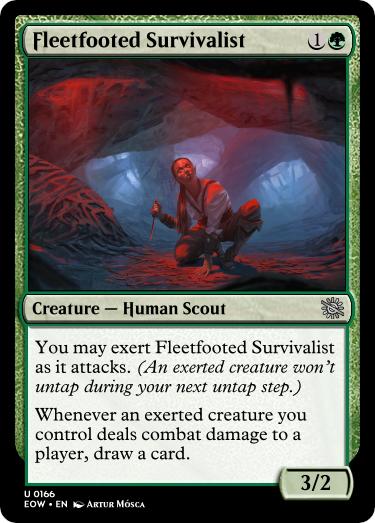 Fleetfooted Survivalist 1
Creature — Human Scout
You may exert Fleetfooted Survivalist
as it attacks. (An exerted creature won't
untap during your next untap step.)
Whenever an exerted creature you
control deals combat damage to a
player, draw a card.
3/2
U 0166
EOW • EN Artur Mósca